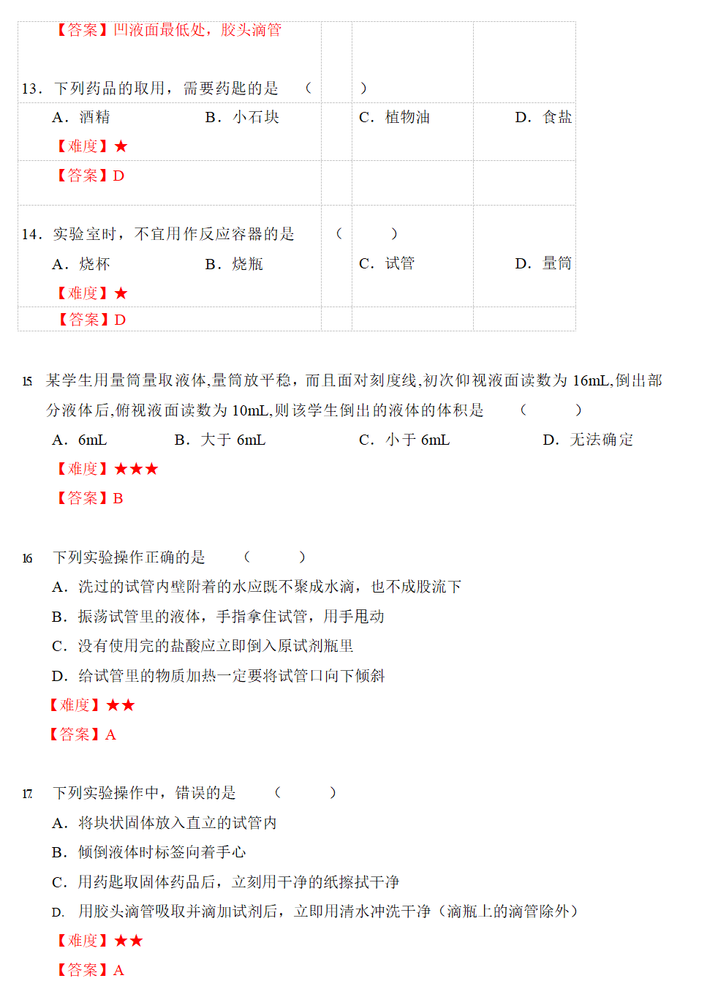 【答案】凹液面最低处，胶头滴管
13．下列药品的取用，需要药匙的是 （ ）
A．酒精 B．小石块 C．植物油 D．食盐
【难度】★
【答案】D
14．实验室时，不宜用作反应容器的是 （ ）
A．烧杯 B．烧瓶 C．试管 D．量筒
【难度】★
【答案】D
15. 某学生用量筒量取液体,量筒放平稳，而且面对刻度线,初次仰视液面读数为 16mL,倒出部
分液体后,俯视液面读数为 10mL,则该学生倒出的液体的体积是 （ ）
A．6mL B．大于 6mL C．小于 6mL D．无法确定
【难度】★★★
【答案】B
16. 下列实验操作正确的是 （ ）
A．洗过的试管内壁附着的水应既不聚成水滴，也不成股流下
B．振荡试管里的液体，手指拿住试管，用手甩动
C．没有使用完的盐酸应立即倒入原试剂瓶里
D．给试管里的物质加热一定要将试管口向下倾斜
【难度】★★
【答案】A
17. 下列实验操作中，错误的是 （ ）
A．将块状固体放入直立的试管内
B．倾倒液体时标签向着手心
C．用药匙取固体药品后，立刻用干净的纸擦拭干净
D. 用胶头滴管吸取并滴加试剂后，立即用清水冲洗干净（滴瓶上的滴管除外）
【难度】★★
【答案】A